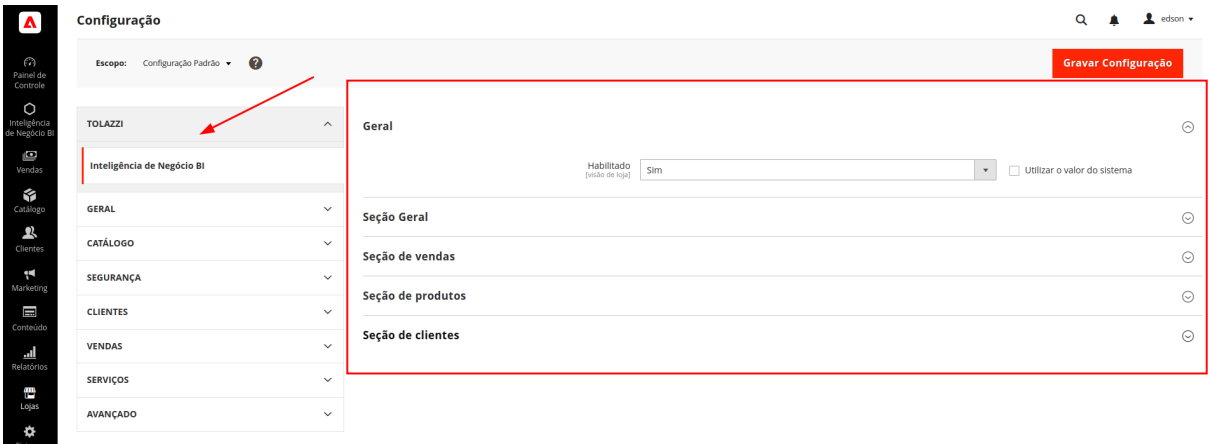 Configuração
edson
Painel de
Controle
Inteligência
de Negócio BI
Vendas
Catálogo
Clientes
Marketing
Conteúdo
Relatórios
Lojas
Escopo: Configuração Padrão ?
Gravar Configuração
TOLAZZI
Inteligência de Negócio BI
GERAL
CATÁLOGO
SEGURANÇA
CLIENTES
VENDAS
SERVIÇOS
AVANÇADO
Geral
Habilitado
[visão de loja]
Sim
Utilizar o valor do sistema
Seção Geral
Seção de vendas
Seção de produtos
Seção de clientes